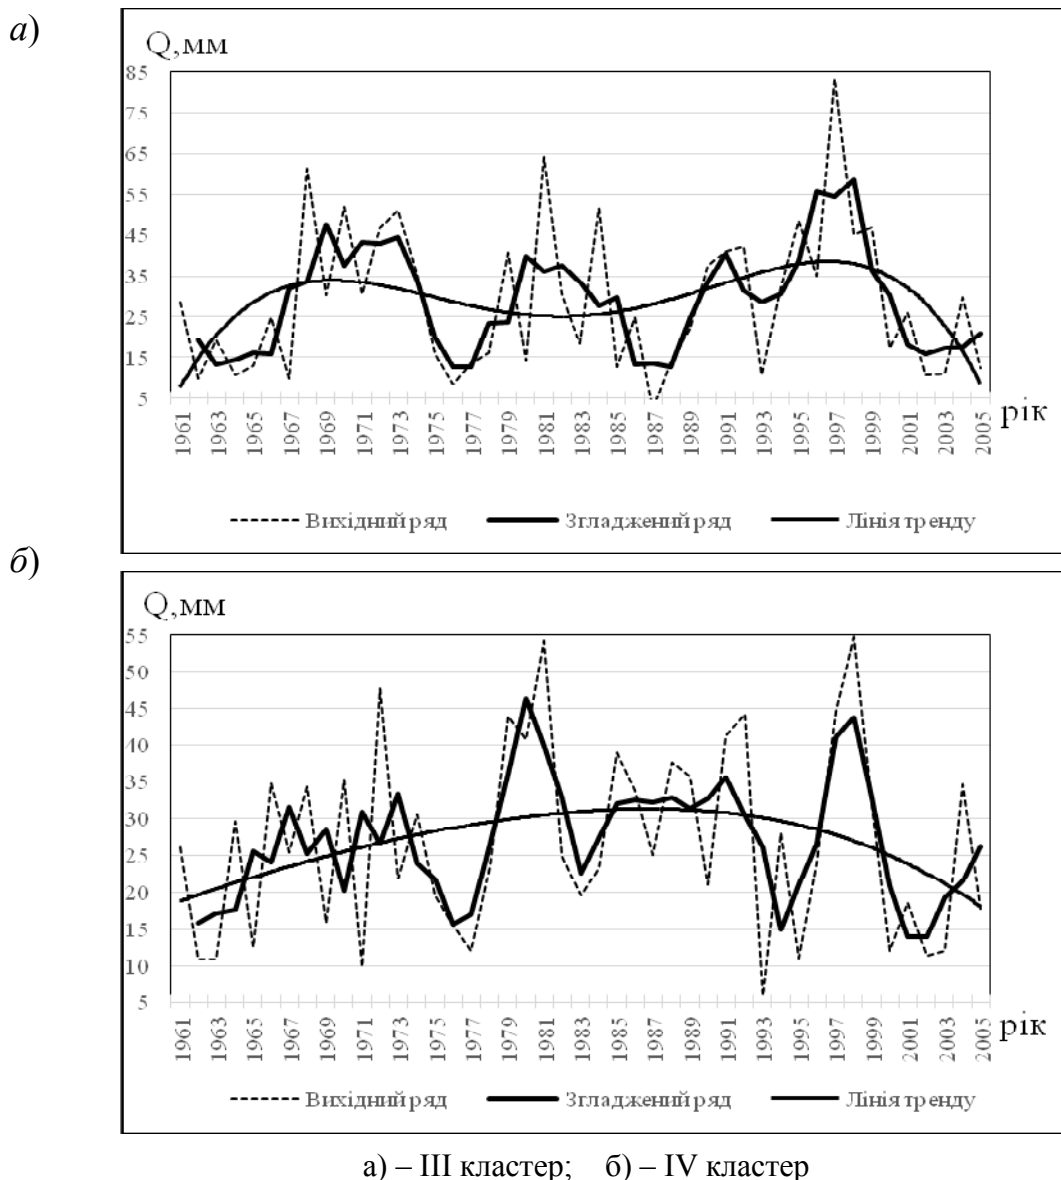 а)
Q,мм
85
75
65
55
45
35
25
15
5
1961 1963 1965 1967 1969 1971 1973 1975 1977 1979 1981 1983 1985 1987 1989 1991 1993 1995 1997 1999 2001 2003 2005
рік
Вихідний ряд Згладжений ряд Лінія тренду
б)
Q,мм
55
50
45
40
35
30
25
20
15
10
5
1961 1963 1965 1967 1969 1971 1973 1975 1977 1979 1981 1983 1985 1987 1989 1991 1993 1995 1997 1999 2001 2003 2005
рік
Вихідний ряд Згладжений ряд Лінія тренду
а) – III кластер; б) – IV кластер